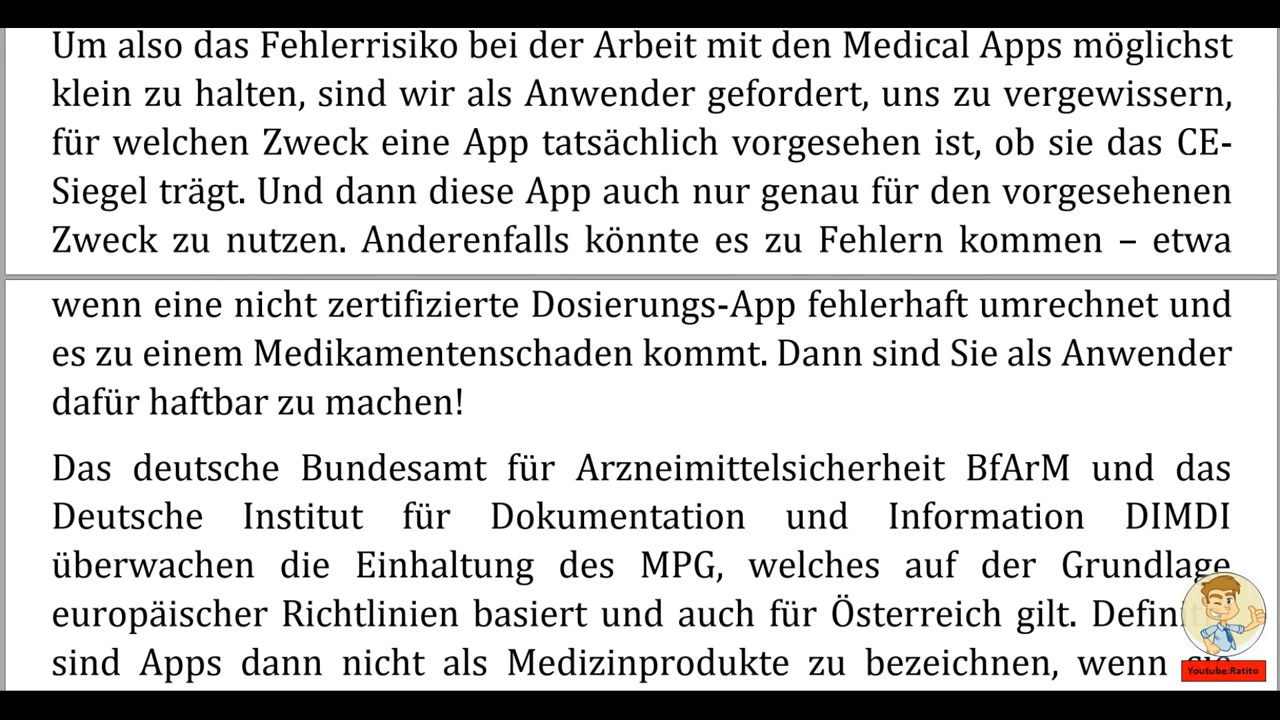 Um also das Fehlerrisiko bei der Arbeit mit den Medical Apps möglichst
klein zu halten, sind wir als Anwender gefordert, uns zu vergewissern,
für welchen Zweck eine App tatsächlich vorgesehen ist, ob sie das CE-
Siegel trägt. Und dann diese App auch nur genau für den vorgesehenen
Zweck zu nutzen. Anderenfalls könnte es zu Fehlern kommen – etwa
wenn eine nicht zertifizierte Dosierungs-App fehlerhaft umrechnet und
es zu einem Medikamentenschaden kommt. Dann sind Sie als Anwender
dafür haftbar zu machen!
Das deutsche Bundesamt für Arzneimittelsicherheit BfArM und das
Deutsche Institut für Dokumentation und Information DIMDI
überwachen die Einhaltung des MPG, welches auf der Grundlage
europäischer Richtlinien basiert und auch für Österreich gilt.
sind Apps dann nicht als Medizinprodukte zu bezeichnen, wenn
Youtube:Ratito